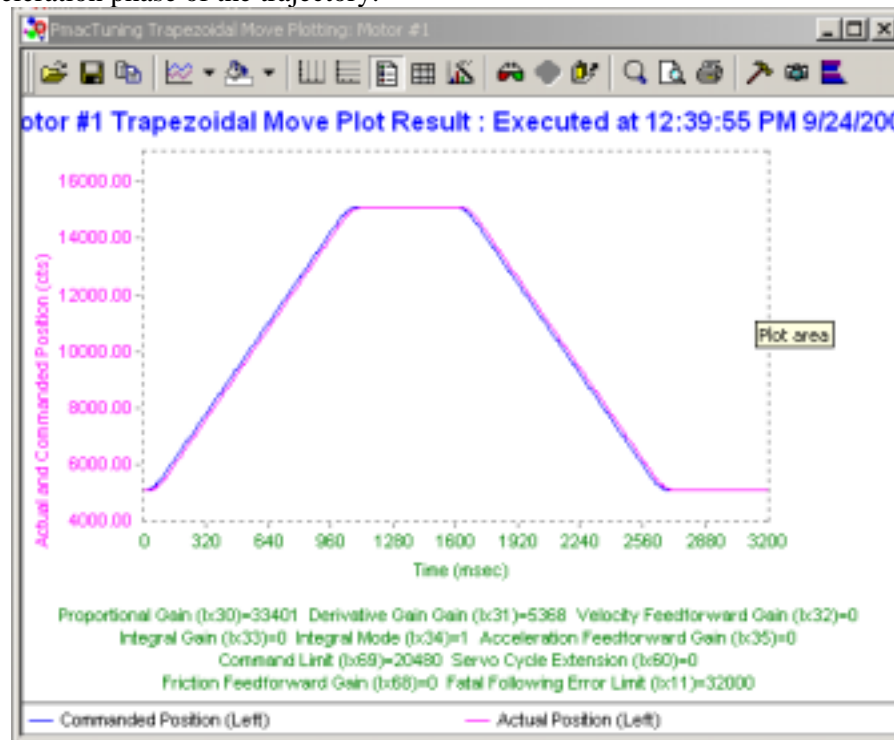 eleration phase of the trajectory.
PmacTuning Trapezoidal Move Plotting: Motor #1
otor #1 Trapezoidal Move Plot Result : Executed at 12:39:55 PM 9/24/200
Actual and Commanded Position (cts)
16000.00
14000.00
12000.00
10000.00
8000.00
6000.00
4000.00
Plot area
0 320 640 960 1280 1600 1920 2240 2560 2880 3200
Time (msec)
Proportional Gain (Ix30)=33401 Derivative Gain Gain (Ix31)=5368 Velocity Feedforward Gain (Ix32)=0
Integral Gain (Ix33)=0 Integral Mode (Ix34)=1 Acceleration Feedforward Gain (Ix35)=0
Command Limit (Ix69)=20480 Servo Cycle Extension (Ix60)=0
Friction Feedforward Gain (Ix68)=0 Fatal Following Error Limit (Ix11)=32000
Commanded Position (Left) Actual Position (Left)